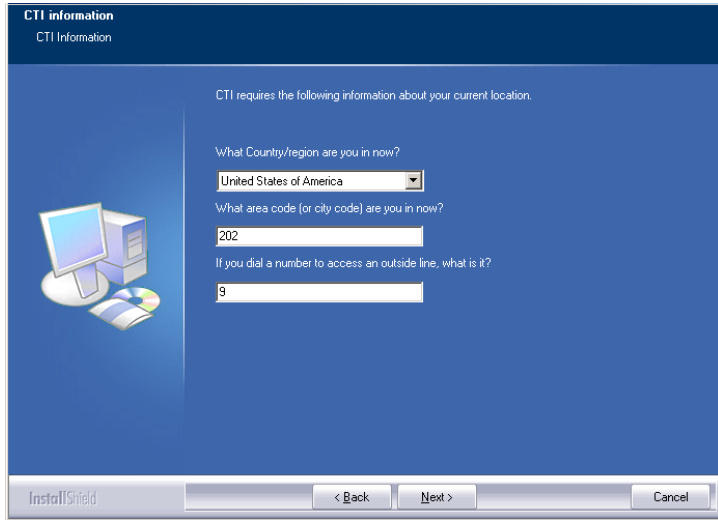 CTI information
CTI Information
CTI requires the following information about your current location.
What Country/region are you in now?
United States of America
What area code (or city code) are you in now?
202
If you dial a number to access an outside line, what is it?
9
InstallShield
< Back
Next >
Cancel